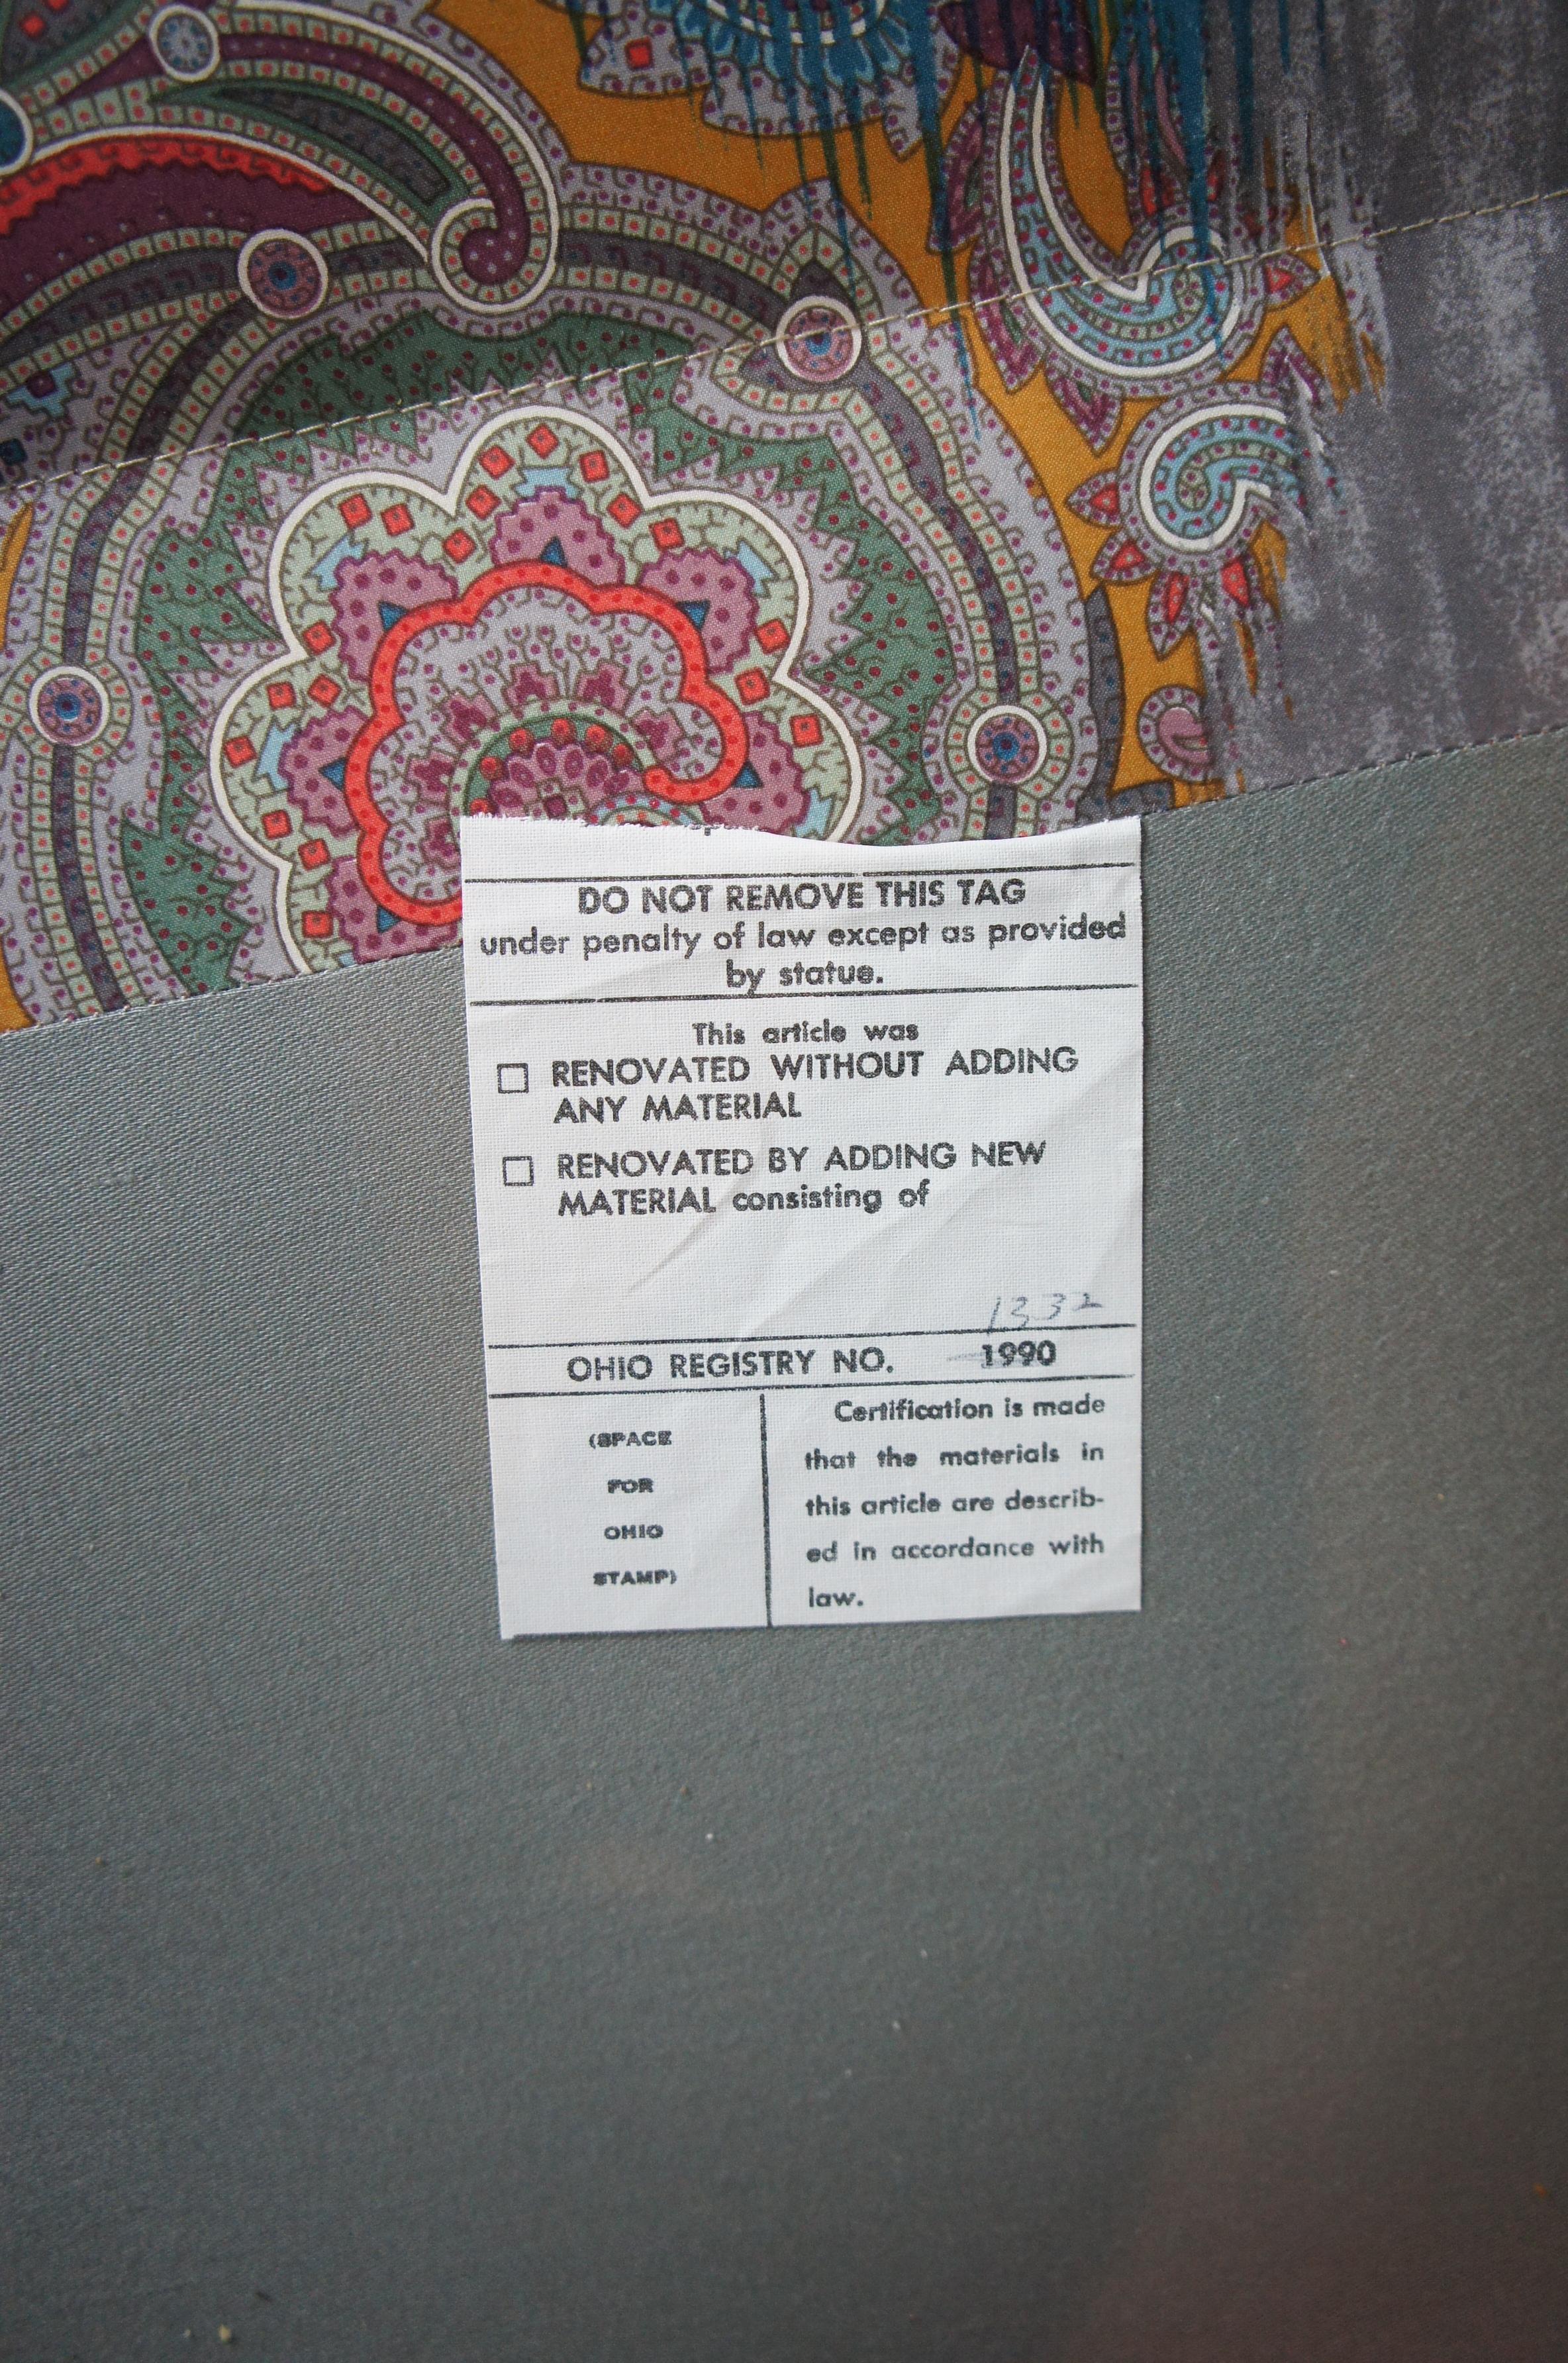 DO NOT REMOVE THIS TAG
under penalty of law except as provided
by statue.
This article was
☐ RENOVATED WITHOUT ADDING
ANY MATERIAL
☐ RENOVATED BY ADDING NEW
MATERIAL consisting of
1332
OHIO REGISTRY NO. 1990
(SPACE
FOR
OHIO
STAMP)
Certification is made
that the materials in
this article are describ-
ed in accordance with
law.